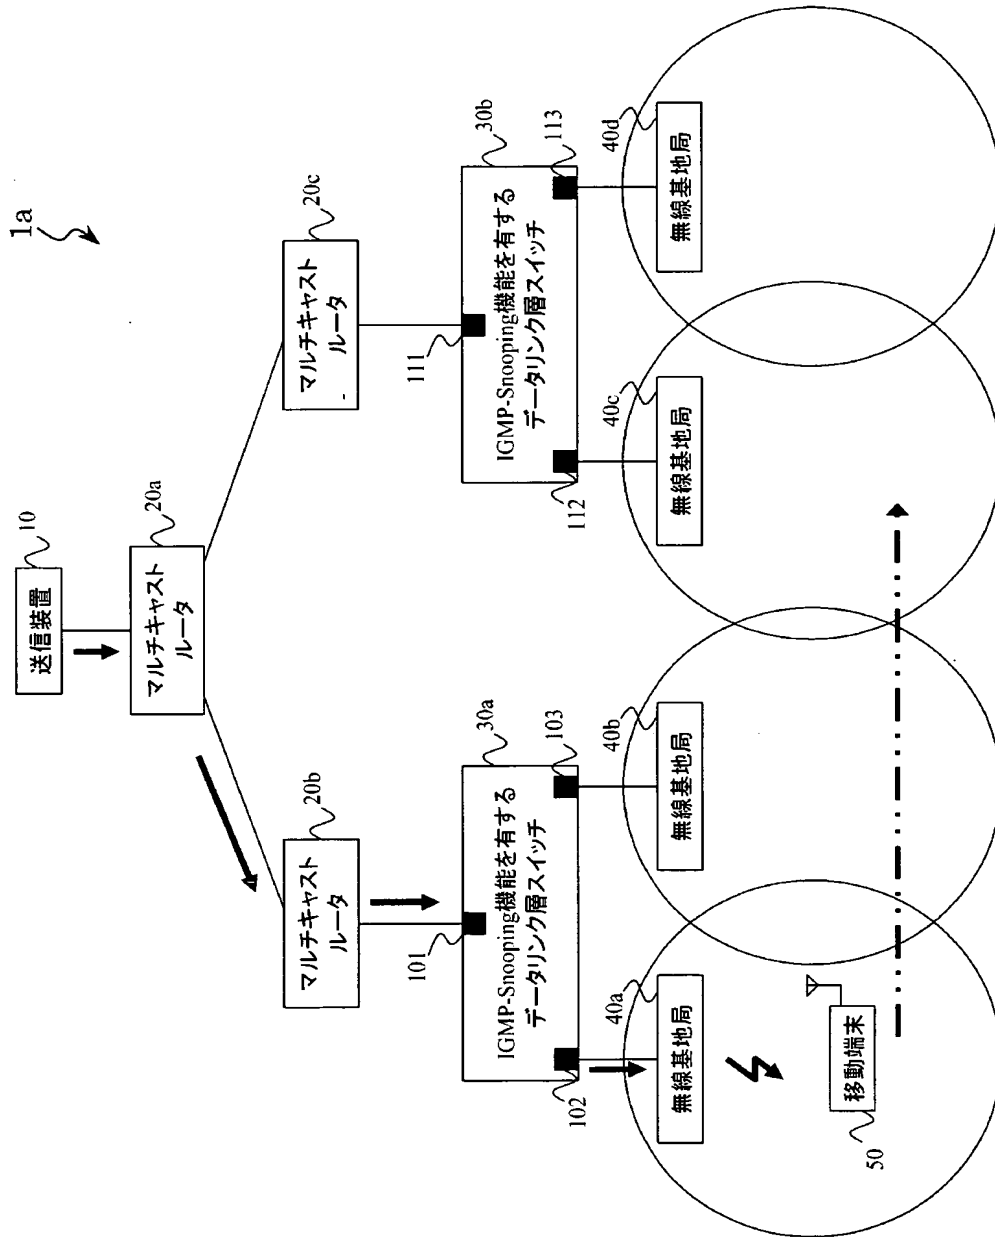 1a
10
送信装置
20a
マルチキャスト
ルータ
20b
マルチキャスト
ルータ
20c
マルチキャスト
ルータ
101
30a
IGMP-Snooping機能を有する
データリンク層スイッチ
102
103
111
30b
IGMP-Snooping機能を有する
データリンク層スイッチ
112
113
40a
無線基地局
40b
無線基地局
40c
無線基地局
40d
無線基地局
移動端末
50